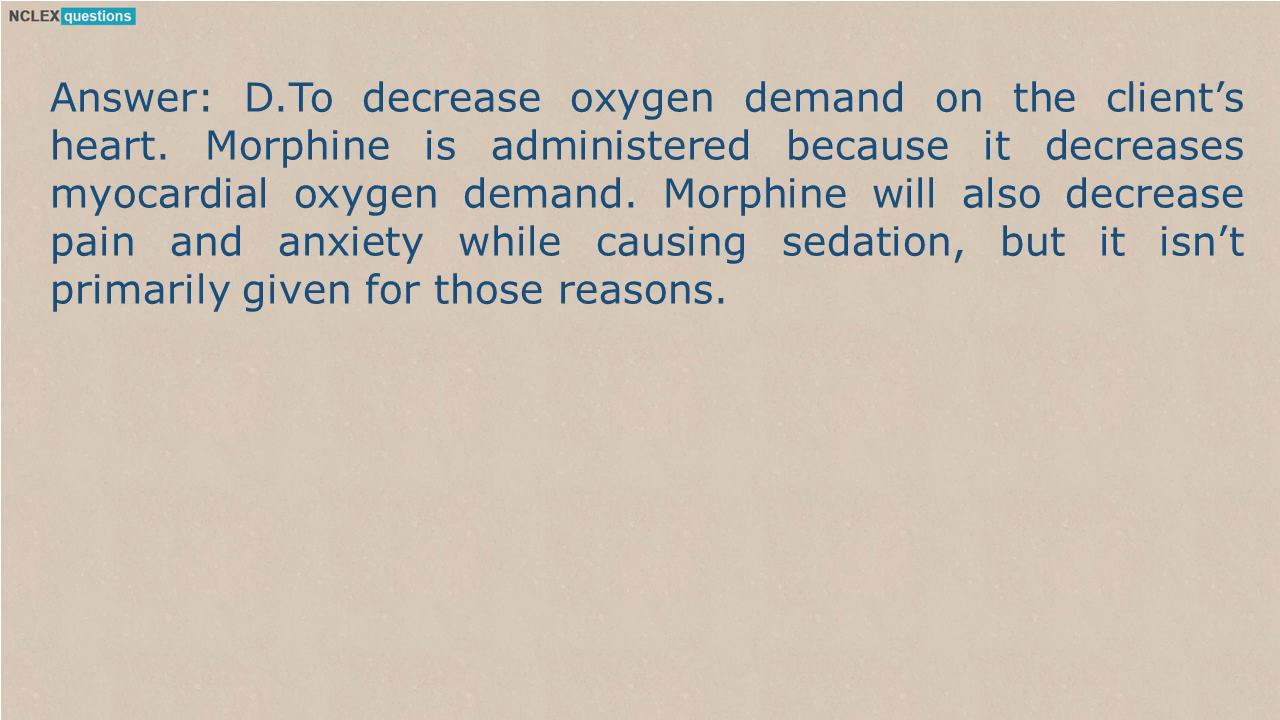 NCLEX questions
Answer: D.To decrease oxygen demand on the client’s
heart. Morphine is administered because it decreases
myocardial oxygen demand. Morphine will also decrease
pain and anxiety while causing sedation, but it isn’t
primarily given for those reasons.